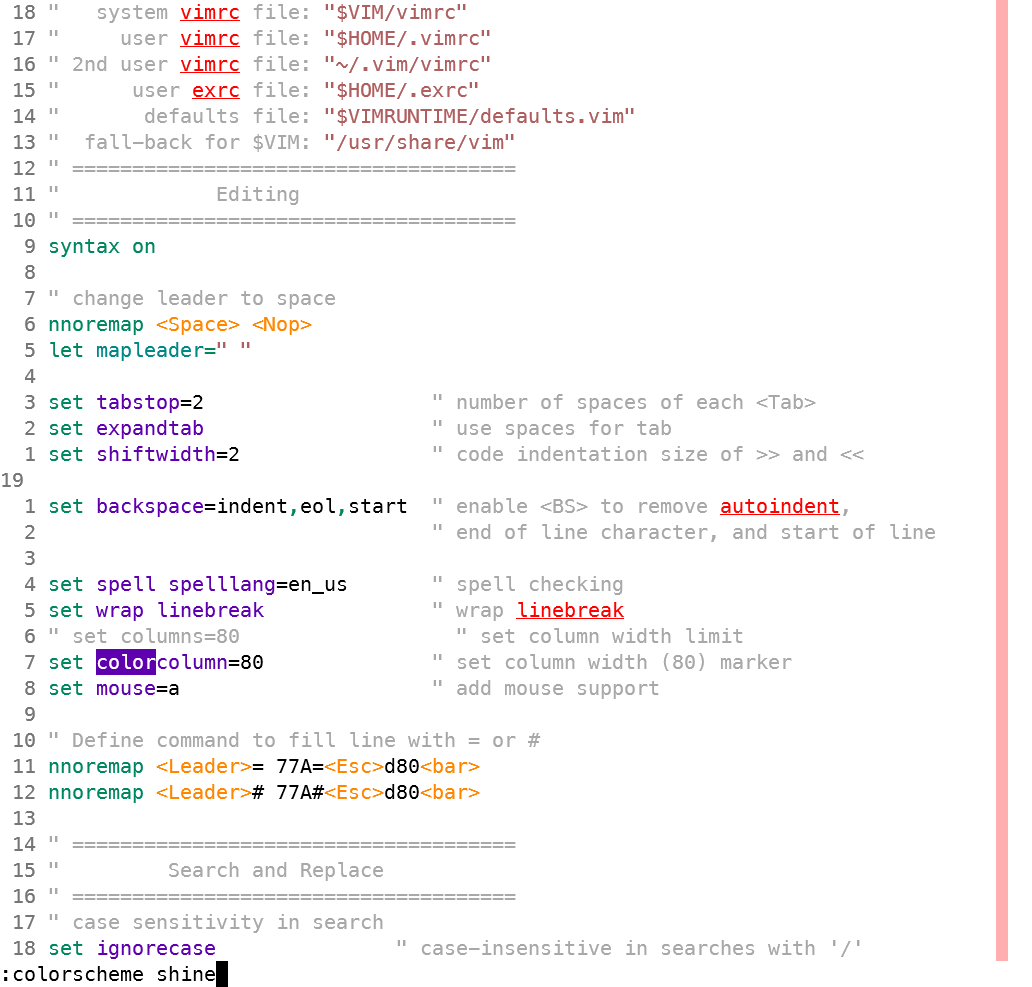 18 "   system vimrc file: "$VIM/vimrc"
17 "     user vimrc file: "$HOME/.vimrc"
16 " 2nd user vimrc file: "~/.vim/vimrc"
15 "      user exrc file: "$HOME/.exrc"
14 "       defaults file: "$VIMRUNTIME/defaults.vim"
13 "  fall-back for $VIM: "/usr/share/vim"
12 " =====================================
11 "             Editing
10 " =====================================
9 syntax on
8
7 " change leader to space
6 nnoremap <Space> <Nop>
5 let mapleader=" "
4
3 set tabstop=2                   " number of spaces of each <Tab>
2 set expandtab                   " use spaces for tab
1 set shiftwidth=2                " code indentation size of >> and <<
19
1 set backspace=indent,eol,start  " enable <BS> to remove autoindent,
2                                 " end of line character, and start of line
3
4 set spell spelllang=en_us       " spell checking
5 set wrap linebreak              " wrap linebreak
6 " set columns=80                  " set column width limit
7 set colorcolumn=80              " set column width (80) marker
8 set mouse=a                     " add mouse support
9
10 " Define command to fill line with = or #
11 nnoremap <Leader>= 77A=<Esc>d80<bar>
12 nnoremap <Leader># 77A#<Esc>d80<bar>
13
14 " =====================================
15 "         Search and Replace
16 " =====================================
17 " case sensitivity in search
18 set ignorecase               " case-insensitive in searches with '/'
:colorscheme shine